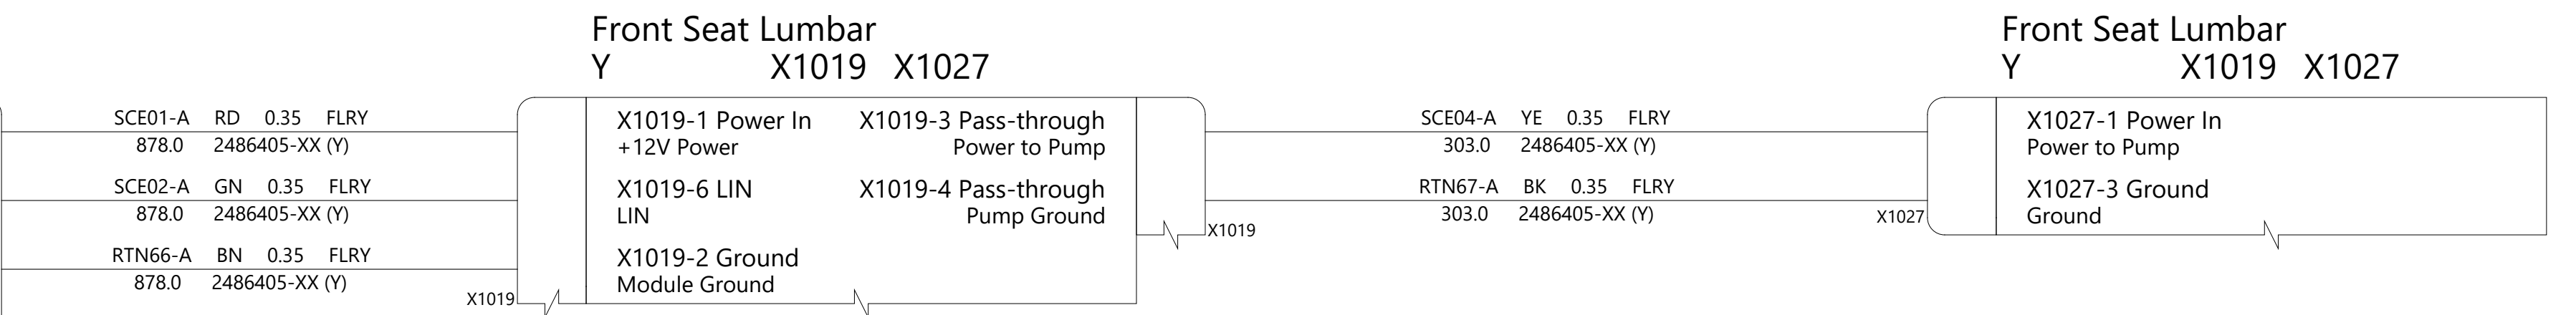 Front Seat Lumbar
Y X1019 X1027
Front Seat Lumbar
Y X1019 X1027
SCE01-A RD 0.35 FLRY
878.0 2486405-XX (Y)
SCE02-A GN 0.35 FLRY
878.0 2486405-XX (Y)
RTN66-A BN 0.35 FLRY
878.0 2486405-XX (Y)
X1019
X1019-1 Power In
+12V Power
X1019-6 LIN
LIN
X1019-2 Ground
Module Ground
X1019-3 Pass-through
Power to Pump
X1019-4 Pass-through
Pump Ground
X1019
SCE04-A YE 0.35 FLRY
303.0 2486405-XX (Y)
RTN67-A BK 0.35 FLRY
303.0 2486405-XX (Y)
X1027
X1027-1 Power In
Power to Pump
X1027-3 Ground
Ground